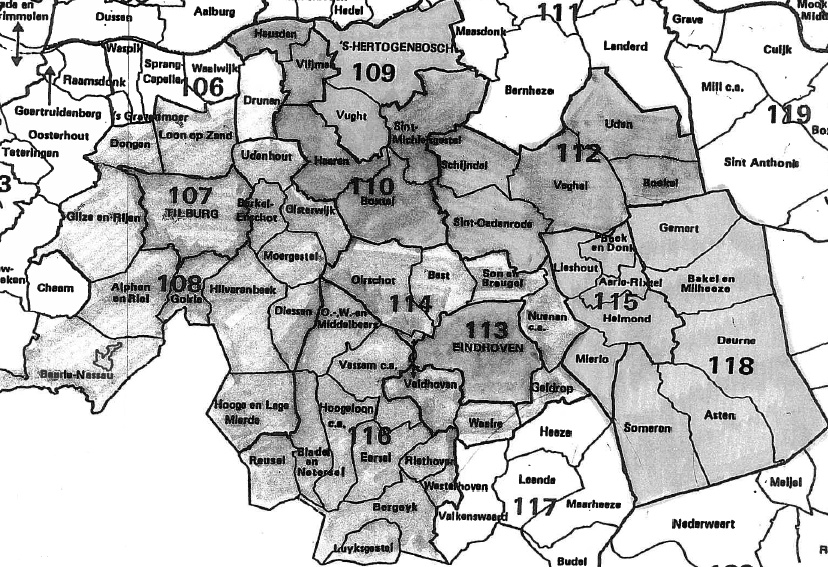 ade en
rimmolen
Dussen
Aalburg
Hedel
Maasdonk
111
Grave
Landerd
Cuijk
Waspik
Heusden
'S-HERTOGENBOSCH
109
Vlijmen
Sprang-
Capelle
Waalwijk
106
Raamsdonk
Mill c.a.
119
Bernheze
Drunen
Geertruidenberg
's Gravenmoer
Vught
Uden
Oosterhout
Loon op Zand
Sint-
Michielsgestel
Teteringen
Dongen
Udenhout
Haaren
Schijndel
112
Sint Anthonis
3
107
TILBURG
110
Boxtel
Veghel
Boekel
Gilze en Rijen
Berkel-
Enschot
Oisterwijk
Sint-Oedenrode
Gemert
Beek
en Donk
Moergestel
Lieshout
Chaam
Alphen
en Riel
108
Goirle
Hilvarenbeek
Oirschot
Best
Son en
Breugel
Aarle-Rixtel
Bakel en
Milheeze
114
115
Helmond
Diessen
O.-,W.-en
Middelbeers
113
EINDHOVEN
Nuenen
c.a.
Deurne
118
Baarle-Nassau
Vessem c.a.
Mierlo
Veldhoven
Geldrop
Hooge en Lage
Mierde
Hoogeloon
c.a.
Waalre
Heeze
Someren
Asten
116
Eersel
Reusel
Bladel
en
Netersel
Riethoven
Westerhoven
Leende
Meijel
117
Maarheeze
Bergeyk
Valkenswaard
Nederweert
Luyksgestel
Budel